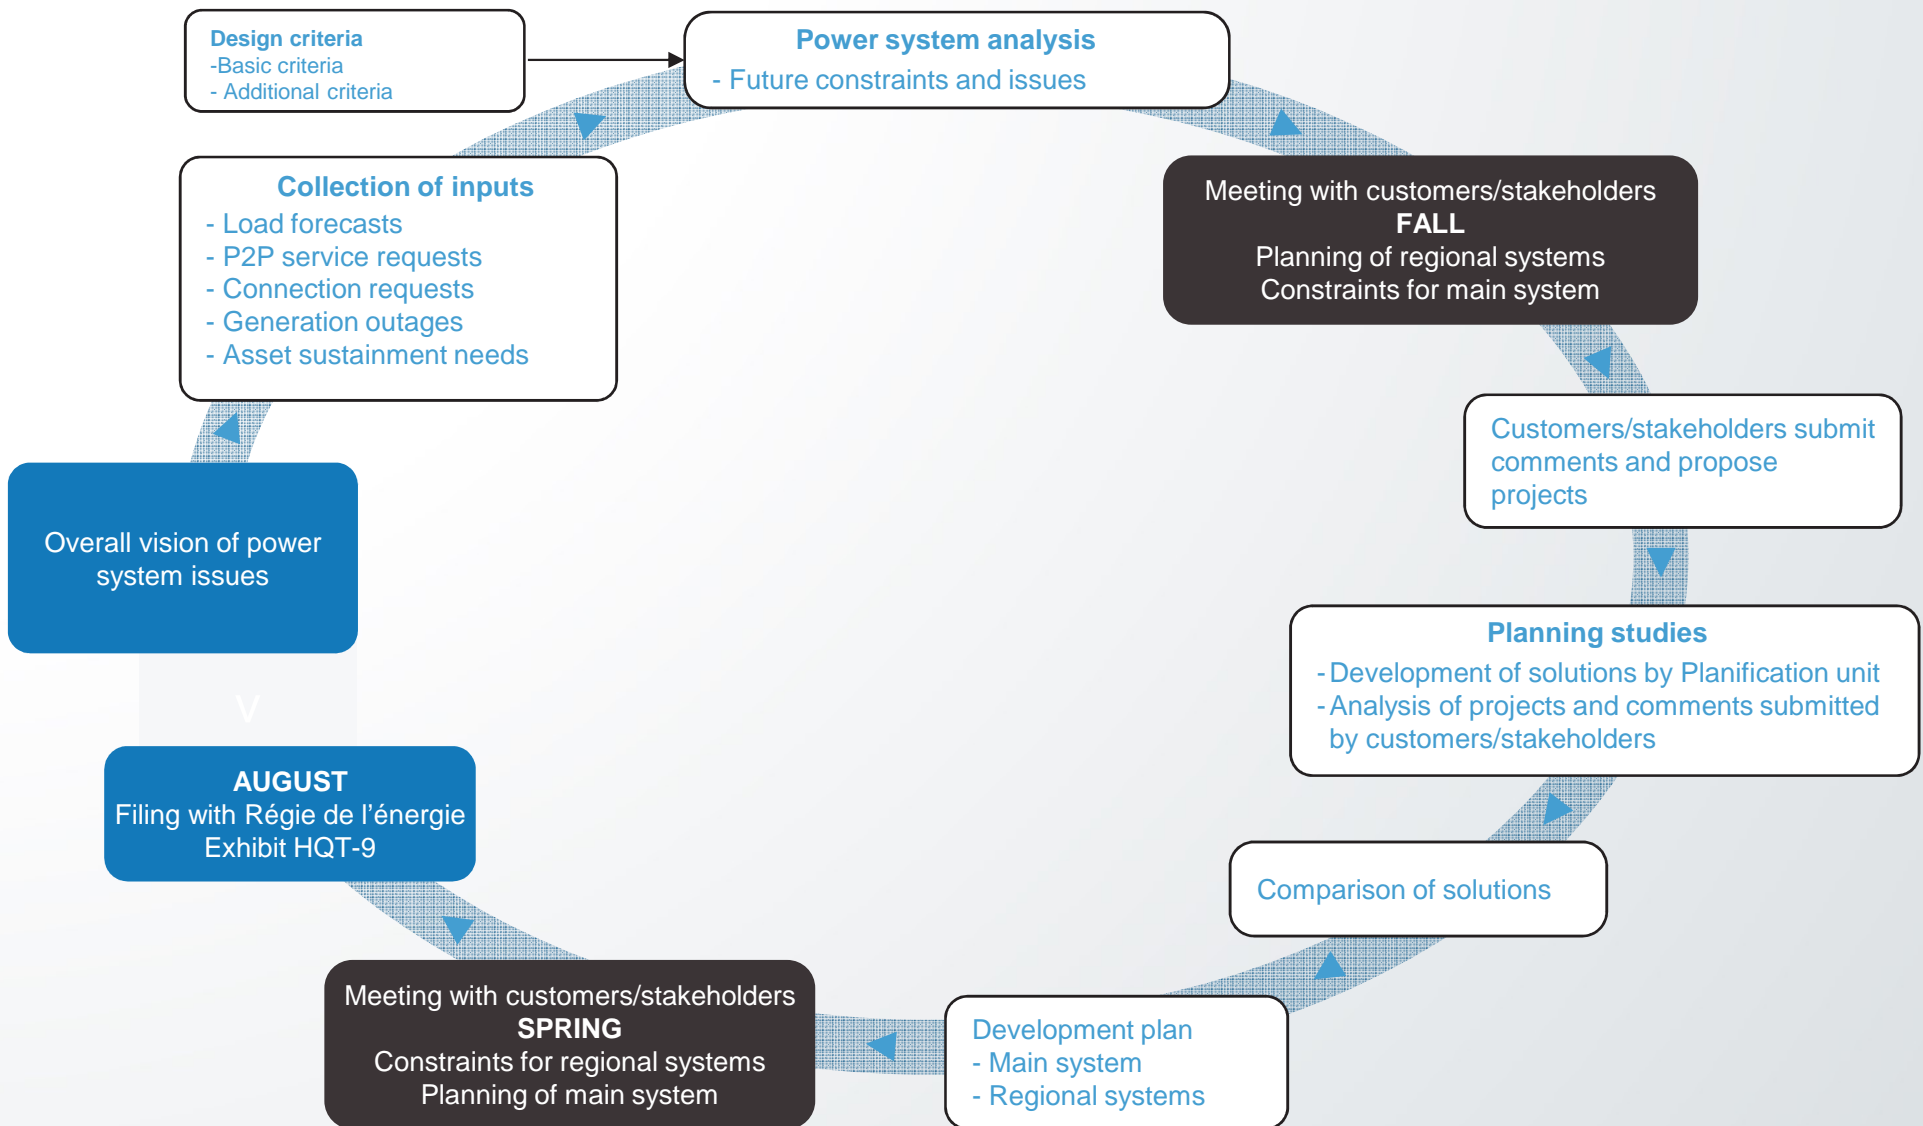 Design criteria
-Basic criteria
- Additional criteria
Power system analysis
- Future constraints and issues
Collection of inputs
- Load forecasts
- P2P service requests
- Connection requests
- Generation outages
- Asset sustainment needs
Meeting with customers/stakeholders
FALL
Planning of regional systems
Constraints for main system
Customers/stakeholders submit
comments and propose
projects
Overall vision of power
system issues
V
Planning studies
-Development of solutions by Planification unit
-Analysis of projects and comments submitted
by customers/stakeholders
AUGUST
Filing with Régie de l’énergie
Exhibit HQT-9
Comparison of solutions
Meeting with customers/stakeholders
SPRING
Constraints for regional systems
Planning of main system
Development plan
- Main system
- Regional systems